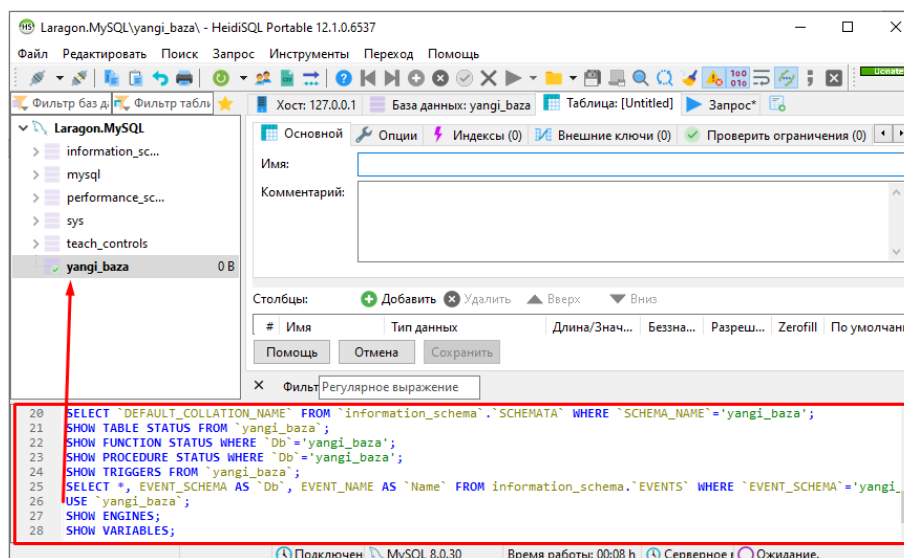 Laragon.MySQL\yangi_baza\ - HeidiSQL Portable 12.1.0.6537
Файл Редактировать Поиск Запрос Инструменты Переход Помощь
Donate
Фильтр баз д Фильтр табли
Хост: 127.0.0.1 База данных: yangi_baza Таблица: [Untitled] Запрос*
Laragon.MySQL
information_sc...
mysql
performance_sc...
sys
teach_controls
yangi_baza 0 B
Основной Опции Индексы (0) Внешние ключи (0) Проверить ограничения (0)
Имя:
Комментарий:
Столбцы: Добавить Удалить Вверх Вниз
# Имя Тип данных Длина/Знач... Беззна... Разреш... Zerofill По умолчан
Помощь Отмена Сохранить
Фильт Регулярное выражение
20 SELECT `DEFAULT_COLLATION_NAME` FROM `information_schema`.`SCHEMATA` WHERE `SCHEMA_NAME`='yangi_baza';
21 SHOW TABLE STATUS FROM `yangi_baza`;
22 SHOW FUNCTION STATUS WHERE `Db`='yangi_baza';
23 SHOW PROCEDURE STATUS WHERE `Db`='yangi_baza';
24 SHOW TRIGGERS FROM `yangi_baza`;
25 SELECT *, EVENT_SCHEMA AS `Db`, EVENT_NAME AS `Name` FROM information_schema.`EVENTS` WHERE `EVENT_SCHEMA`='yangi_
26 USE `yangi_baza`;
27 SHOW ENGINES;
28 SHOW VARIABLES;
Подключен MySQL 8.0.30 Время работы: 00:08 h Серверное Ожидание.